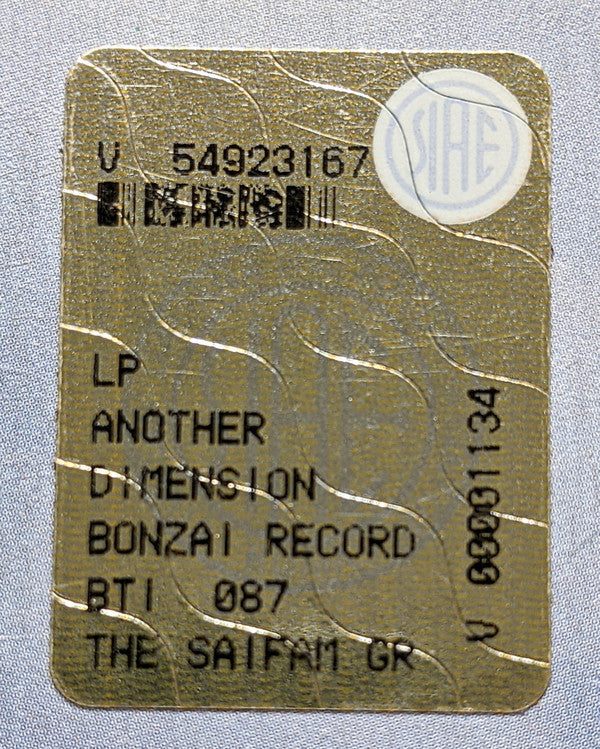 SIAE
V 54923167
LP
ANOTHER
DIMENSION
BONZAI RECORD
BTI 087
THE SAIFAM GR
V 00001134